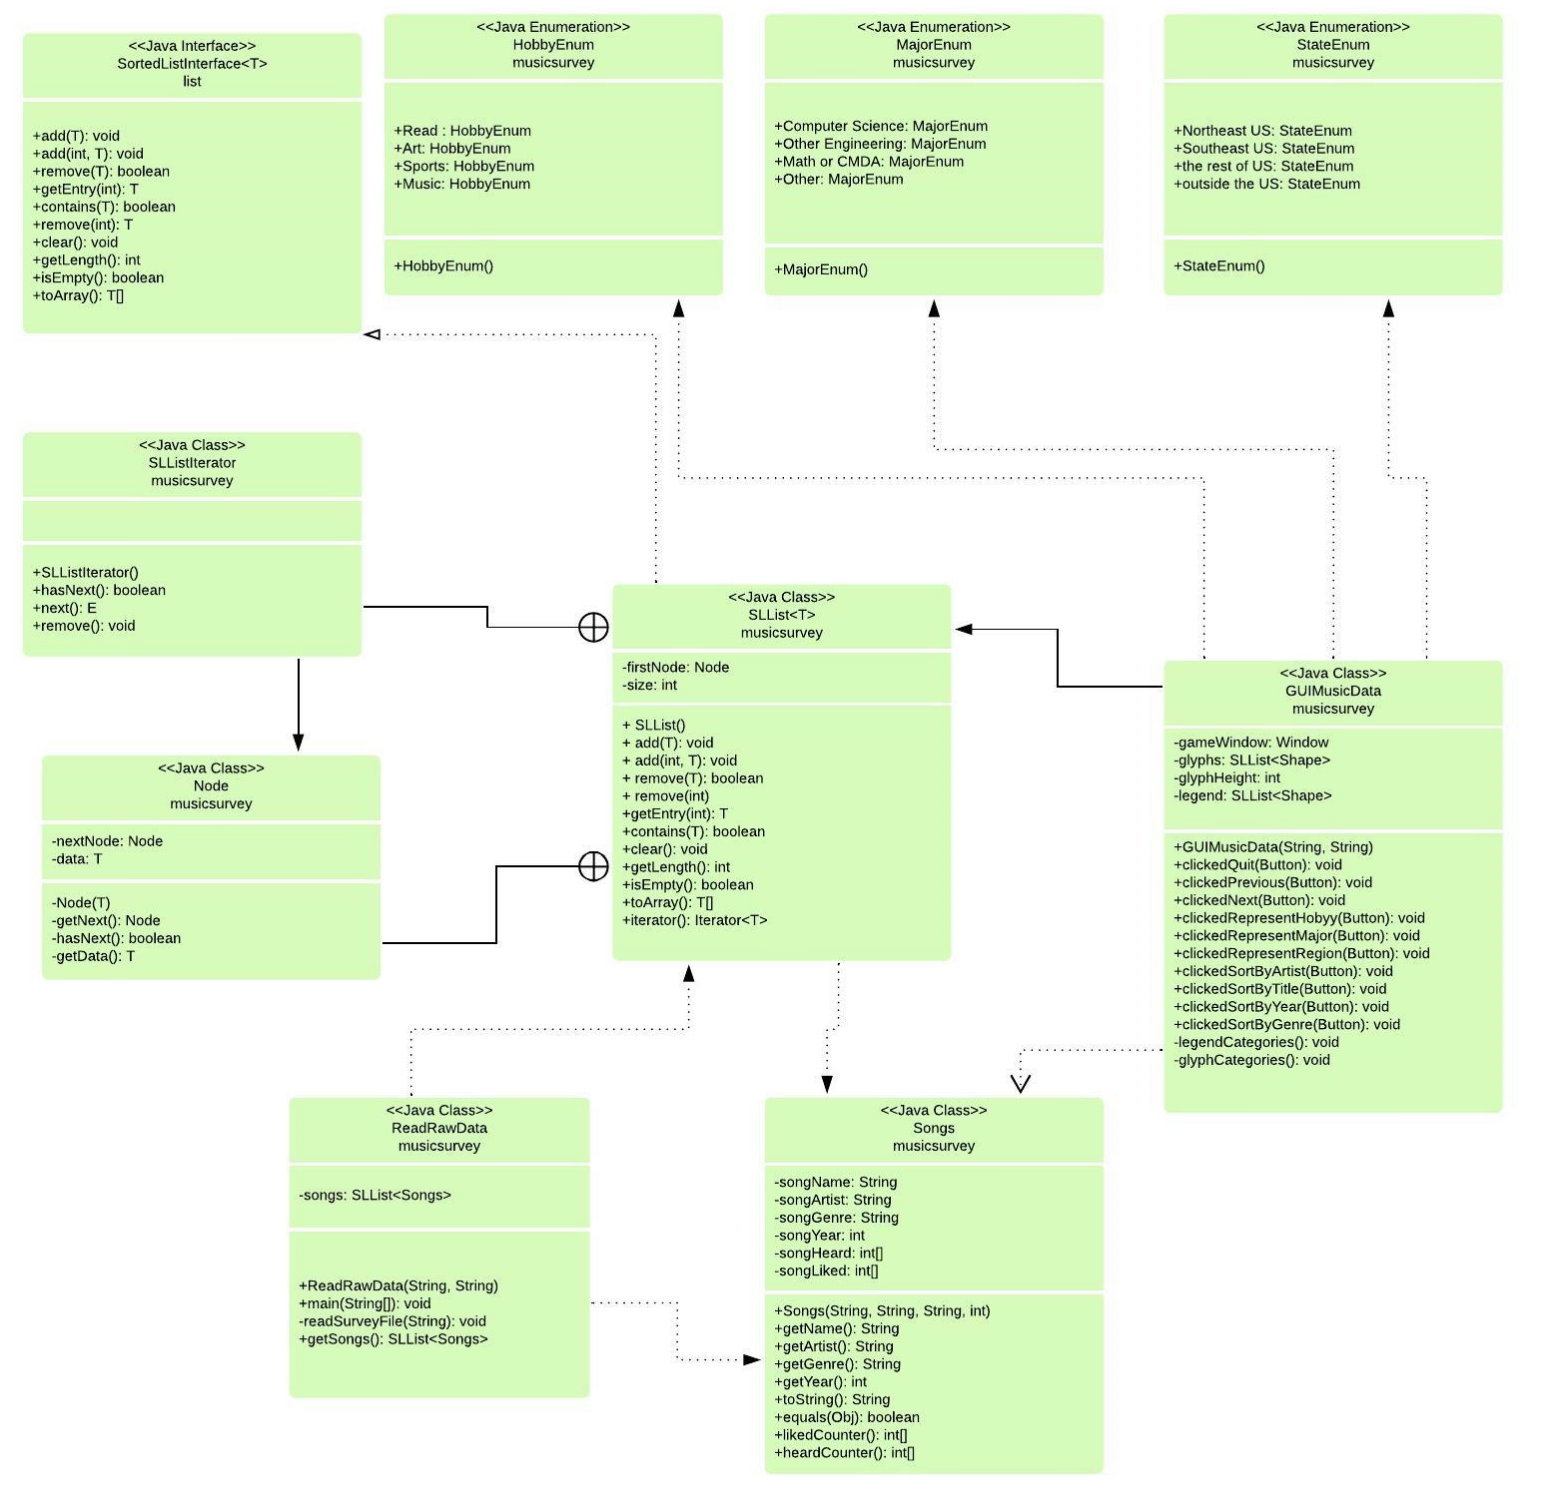 <<Java Interface>>
SortedListInterface<T>
list
+add(T): void
+add(int, T): void
+remove(T): boolean
+getEntry(int): T
+contains(T): boolean
+remove(int): T
+clear(): void
+getLength(): int
+isEmpty(): boolean
+toArray(): T[]
<<Java Enumeration>>
HobbyEnum
musicsurvey
+Read : HobbyEnum
+Art: HobbyEnum
+Sports: HobbyEnum
+Music: HobbyEnum
+HobbyEnum()
<<Java Enumeration>>
MajorEnum
musicsurvey
+Computer Science: MajorEnum
+Other Engineering: MajorEnum
+Math or CMDA: MajorEnum
+Other: MajorEnum
+MajorEnum()
<<Java Enumeration>>
StateEnum
musicsurvey
+Northeast US: StateEnum
+Southeast US: StateEnum
+the rest of US: StateEnum
+outside the US: StateEnum
+StateEnum()
<<Java Class>>
SLListIterator
musicsurvey
+SLListIterator()
+hasNext(): boolean
+next(): E
+remove(): void
<<Java Class>>
SLList<T>
musicsurvey
-firstNode: Node
-size: int
+ SLList()
+ add(T): void
+ add(int, T): void
+ remove(T): boolean
+ remove(int)
+getEntry(int): T
+contains(T): boolean
+clear(): void
+getLength(): int
+isEmpty(): boolean
+toArray(): T[]
+iterator(): Iterator<T>
<<Java Class>>
GUIMusicData
musicsurvey
-gameWindow: Window
-glyphs: SLList<Shape>
-glyphHeight: int
-legend: SLList<Shape>
+GUIMusicData(String, String)
+clickedQuit(Button): void
+clickedPrevious(Button): void
+clickedNext(Button): void
+clickedRepresentHobyy(Button): void
+clickedRepresentMajor(Button): void
+clickedRepresentRegion(Button): void
+clickedSortByArtist(Button): void
+clickedSortByTitle(Button): void
+clickedSortByYear(Button): void
+clickedSortByGenre(Button): void
-legendCategories(): void
-glyphCategories(): void
<<Java Class>>
Node
musicsurvey
-nextNode: Node
-data: T
-Node(T)
-getNext(): Node
-hasNext(): boolean
-getData(): T
<<Java Class>>
ReadRawData
musicsurvey
-songs: SLList<Songs>
+ReadRawData(String, String)
+main(String[]): void
-readSurveyFile(String): void
+getSongs(): SLList<Songs>
<<Java Class>>
Songs
musicsurvey
-songName: String
-songArtist: String
-songGenre: String
-songYear: int
-songHeard: int[]
-songLiked: int[]
+Songs(String, String, String, int)
+getName(): String
+getArtist(): String
+getGenre(): String
+getYear(): int
+toString(): String
+equals(Obj): boolean
+likedCounter(): int[]
+heardCounter(): int[]